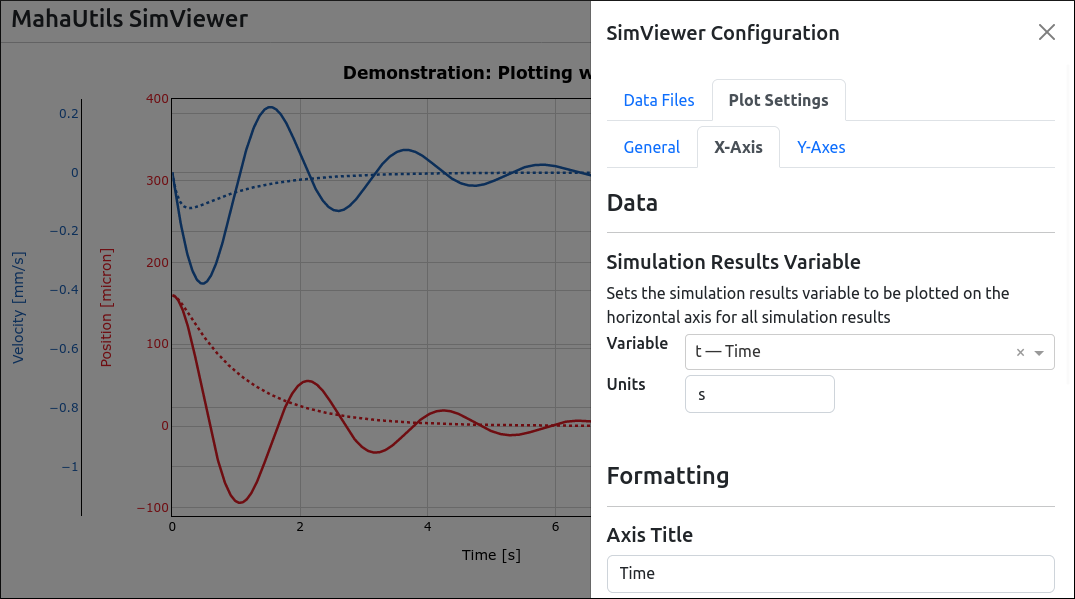 MahaUtils SimViewer
Demonstration: Plotting w
Velocity [mm/s]
0.2
0
−0.2
−0.4
−0.6
−0.8
−1
Position [micron]
400
300
200
100
0
−100
0
2
4
6
Time [s]
SimViewer Configuration
Data Files
Plot Settings
General
X-Axis
Y-Axes
Data
Simulation Results Variable
Sets the simulation results variable to be plotted on the
horizontal axis for all simulation results
Variable
t — Time
×
Units
s
Formatting
Axis Title
Time